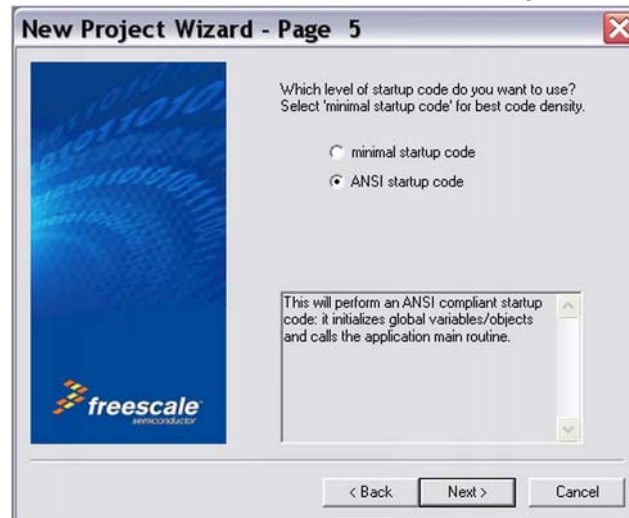 New Project Wizard - Page 5
Which level of startup code do you want to use?
Select 'minimal startup code' for best code density.
minimal startup code
ANSI startup code
This will perform an ANSI compliant startup
code: it initializes global variables/objects
and calls the application main routine.
freescale
semiconductor
< Back
Next >
Cancel